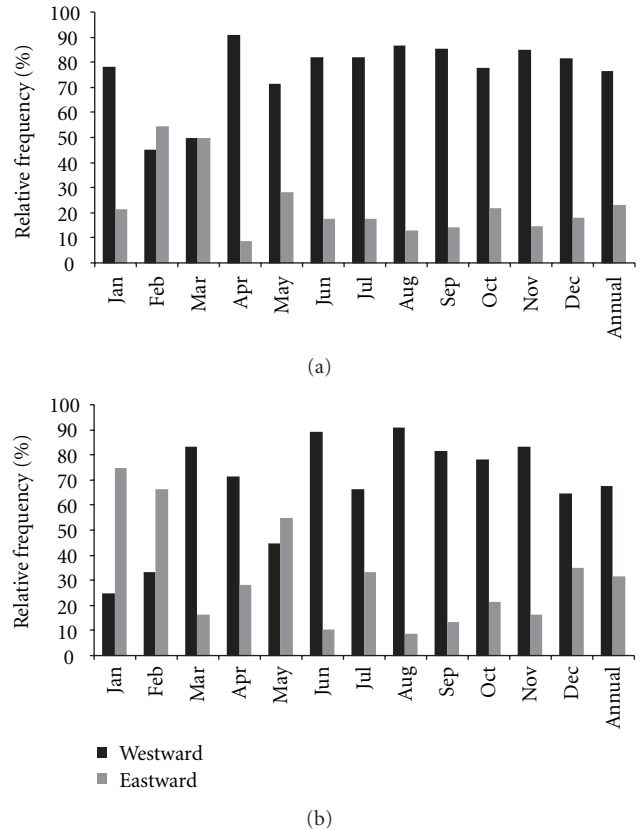 100
90
80
70
60
50
40
30
20
10
0
Relative frequency (%)
Jan
Feb
Mar
Apr
May
Jun
Jul
Aug
Sep
Oct
Nov
Dec
Annual
(a)
100
90
80
70
60
50
40
30
20
10
0
Relative frequency (%)
Jan
Feb
Mar
Apr
May
Jun
Jul
Aug
Sep
Oct
Nov
Dec
Annual
Westward
Eastward
(b)